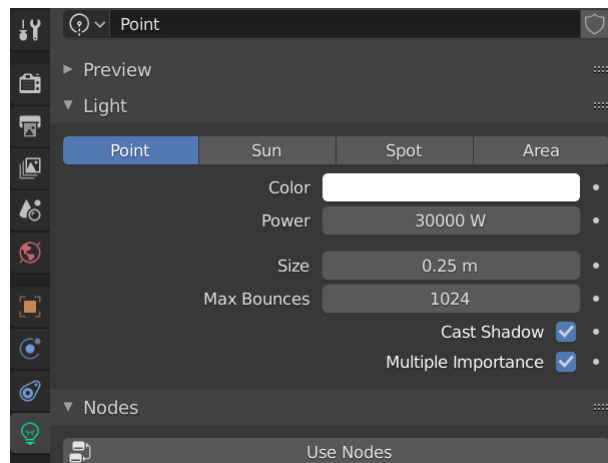 Point
Preview
Light
Point Sun Spot Area
Color
Power 30000 W
Size 0.25 m
Max Bounces 1024
Cast Shadow
Multiple Importance
Nodes
Use Nodes